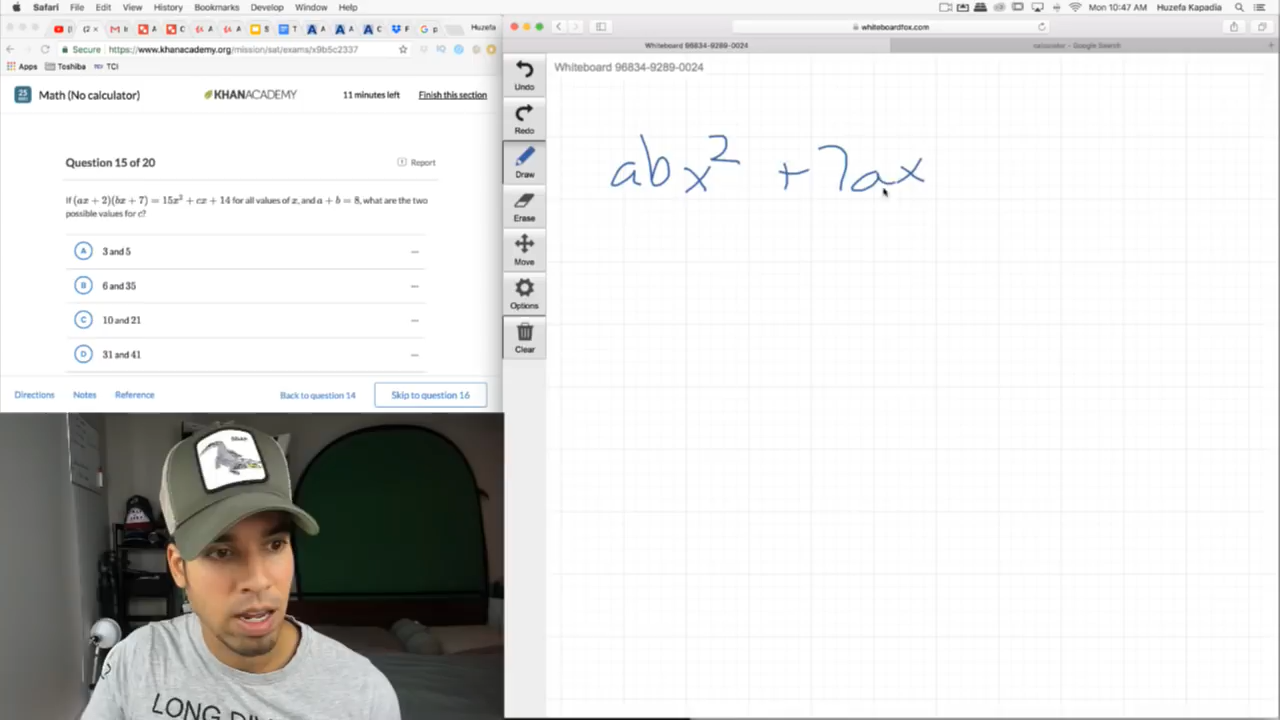 Safari File Edit View History Bookmarks Develop Window Help
Mon 10:47 AM Huzefa Kapadia
Huzefa
Secure https://www.khanacademy.org/mission/sat/exams/x9b5c2337
Apps Toshiba TCI
whiteboardfox.com
Whiteboard 96834-9289-0024
Google Search
25
Math (No calculator)
KHANACADEMY
11 minutes left
Finish this section
Question 15 of 20
Report
If (ax + 2)(bx + 7) = 15x² + cx + 14 for all values of x, and a + b = 8, what are the two
possible values for c?
A 3 and 5
B 6 and 35
C 10 and 21
D 31 and 41
Directions Notes Reference
Back to question 14
Skip to question 16
Whiteboard 96834-9289-0024
Undo
Redo
Draw
Erase
Move
Options
Clear
abx² + 7ax
LONG